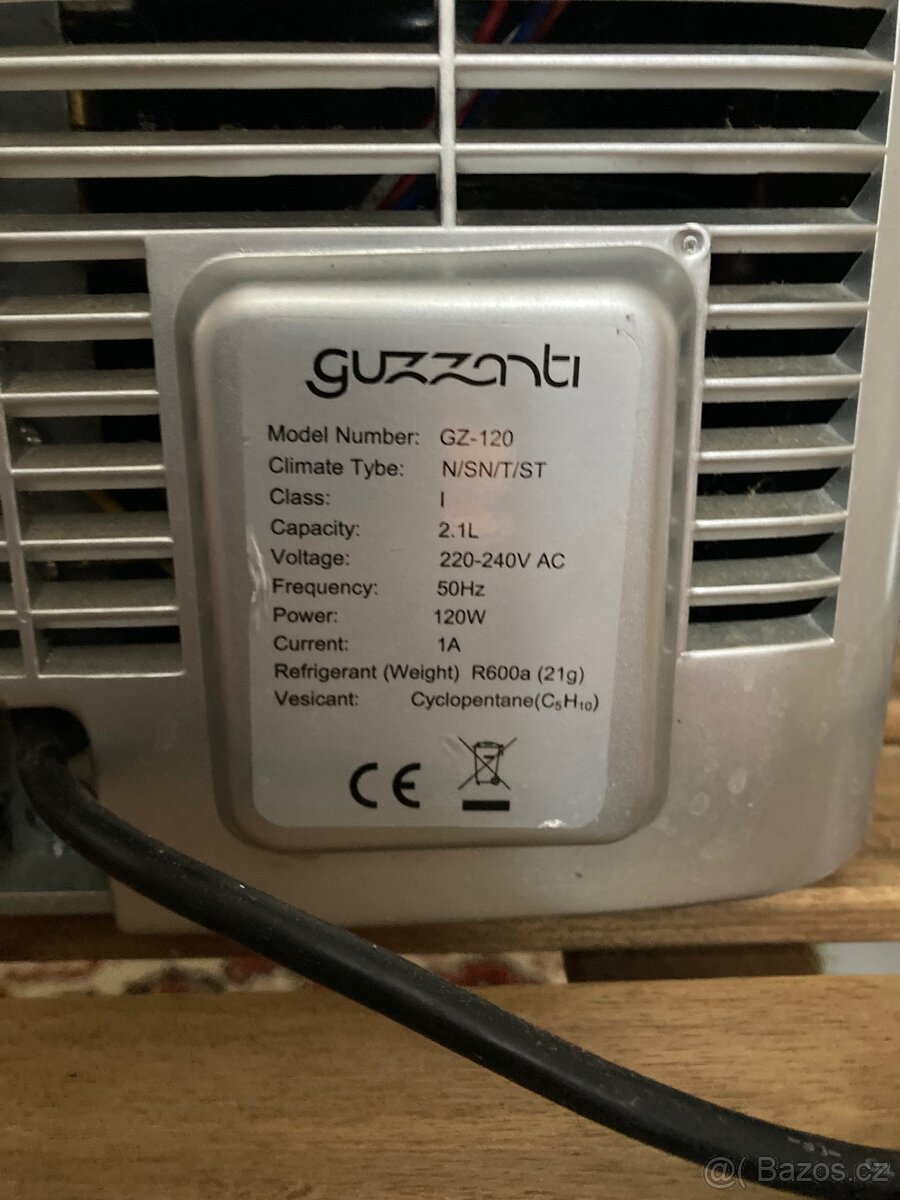 guzzanti
Model Number: GZ-120
Climate Tybe: N/SN/T/ST
Class: I
Capacity: 2.1L
Voltage: 220-240V AC
Frequency: 50Hz
Power: 120W
Current: 1A
Refrigerant (Weight) R600a (21g)
Vesicant: Cyclopentane(C₅H₁₀)
CE
@( Bazos.cz